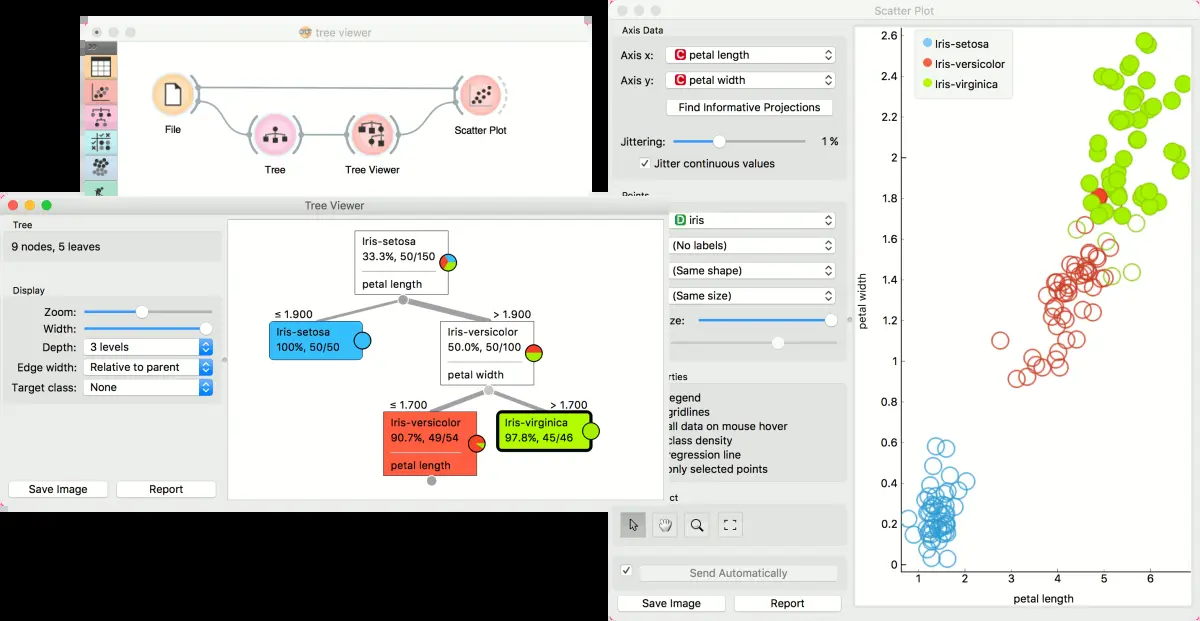 tree viewer
File
Tree
Tree Viewer
Scatter Plot
Tree Viewer
Tree
9 nodes, 5 leaves
Display
Zoom:
Width:
Depth: 3 levels
Edge width: Relative to parent
Target class: None
Save Image
Report
Iris-setosa
33.3%, 50/150
petal length
≤ 1.900
> 1.900
Iris-setosa
100%, 50/50
Iris-versicolor
50.0%, 50/100
petal width
≤ 1.700
> 1.700
Iris-versicolor
90.7%, 49/54
petal length
Iris-virginica
97.8%, 45/46
Scatter Plot
Axis Data
Axis x: C petal length
Axis y: C petal width
Find Informative Projections
Jittering: 1 %
Jitter continuous values
Points
D iris
(No labels)
(Same shape)
(Same size)
ze:
rties
egend
gridlines
all data on mouse hover
class density
regression line
only selected points
ct
Send Automatically
Save Image
Report
Iris-setosa
Iris-versicolor
Iris-virginica
petal width
2.6
2.4
2.2
2
1.8
1.6
1.4
1.2
1
0.8
0.6
0.4
0.2
0
1 2 3 4 5 6
petal length